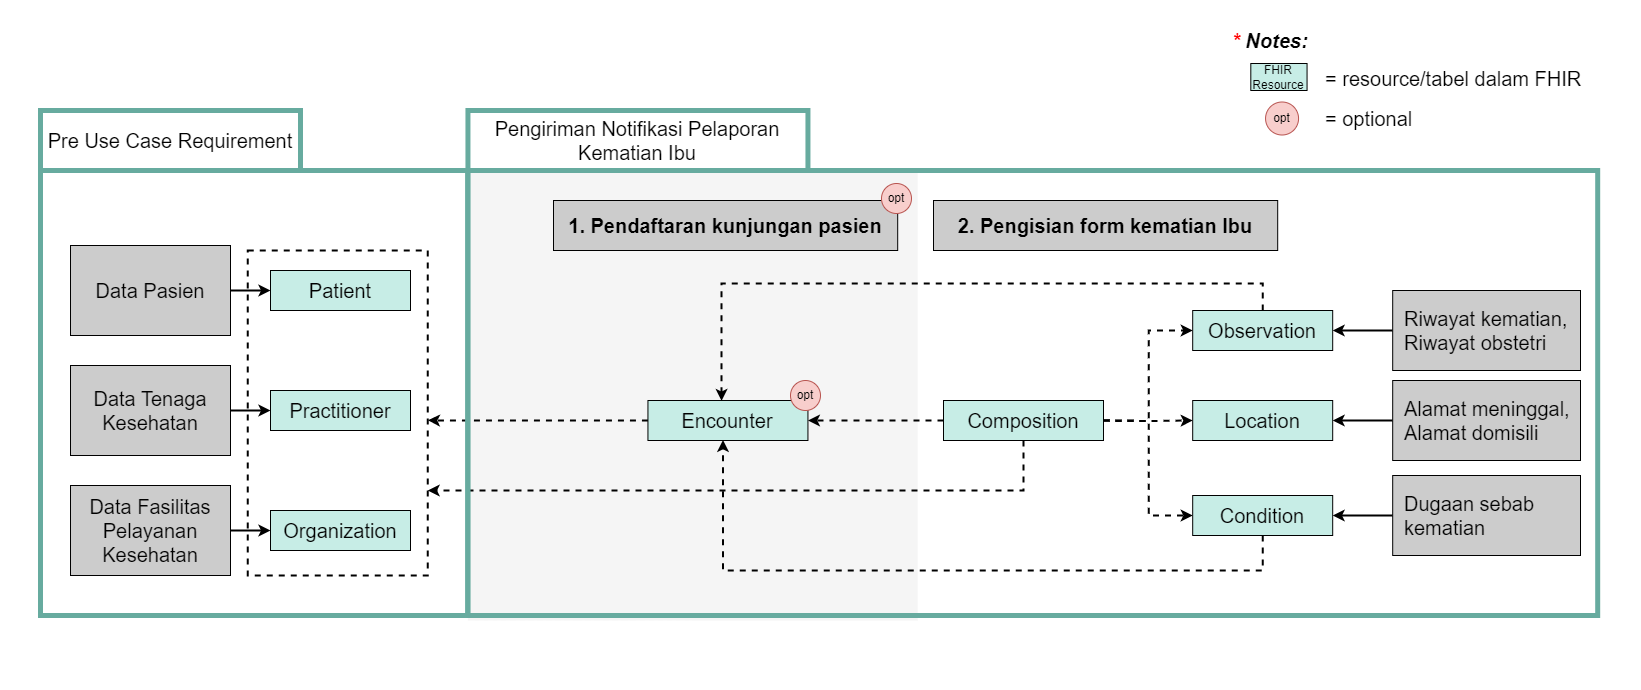 * Notes:
FHIR
Resource
= resource/tabel dalam FHIR
opt
= optional
Pre Use Case Requirement
Pengiriman Notifikasi Pelaporan
Kematian Ibu
opt
1. Pendaftaran kunjungan pasien
2. Pengisian form kematian Ibu
Data Pasien
Patient
Data Tenaga
Kesehatan
Practitioner
Data Fasilitas
Pelayanan
Kesehatan
Organization
opt
Encounter
Composition
Observation
Riwayat kematian,
Riwayat obstetri
Location
Alamat meninggal,
Alamat domisili
Condition
Dugaan sebab
kematian